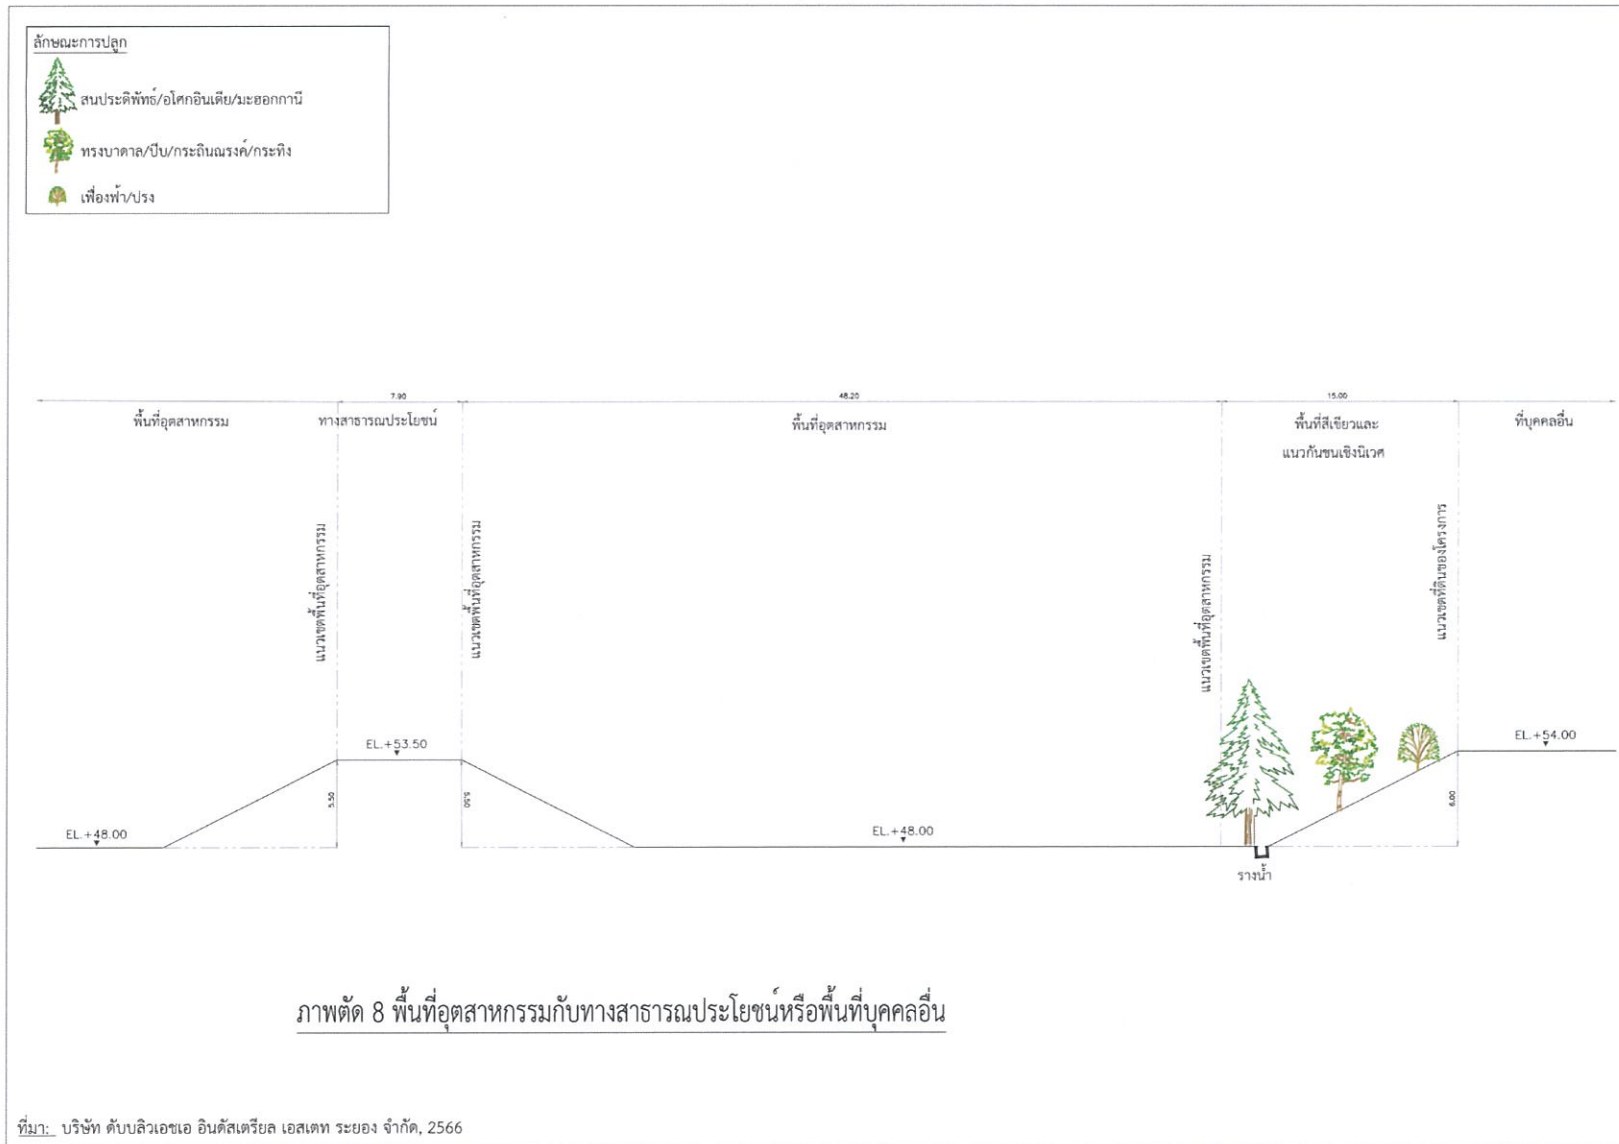 ลักษณะการปลูก
สนประดิพัทธ์/อโศกอินเดีย/มะฮอกกานี
ทรงบาดาล/ปีบ/กระถินณรงค์/กระทิง
เฟื่องฟ้า/ปรง
7.90
48.20
15.00
พื้นที่อุตสาหกรรม
ทางสาธารณประโยชน์
พื้นที่อุตสาหกรรม
พื้นที่สีเขียวและ
แนวกันชนเชิงนิเวศ
ที่บุคคลอื่น
แนวเขตพื้นที่อุตสาหกรรม
แนวเขตพื้นที่อุตสาหกรรม
แนวเขตพื้นที่อุตสาหกรรม
แนวเขตที่ดินของโครงการ
EL.+53.50
EL.+54.00
5.50
5.50
6.00
EL.+48.00
EL.+48.00
รางน้ำ
ภาพตัด 8 พื้นที่อุตสาหกรรมกับทางสาธารณประโยชน์หรือพื้นที่บุคคลอื่น
ที่มา: บริษัท ดับบลิวเอชเอ อินดัสเตรียล เอสเตท ระยอง จำกัด, 2566